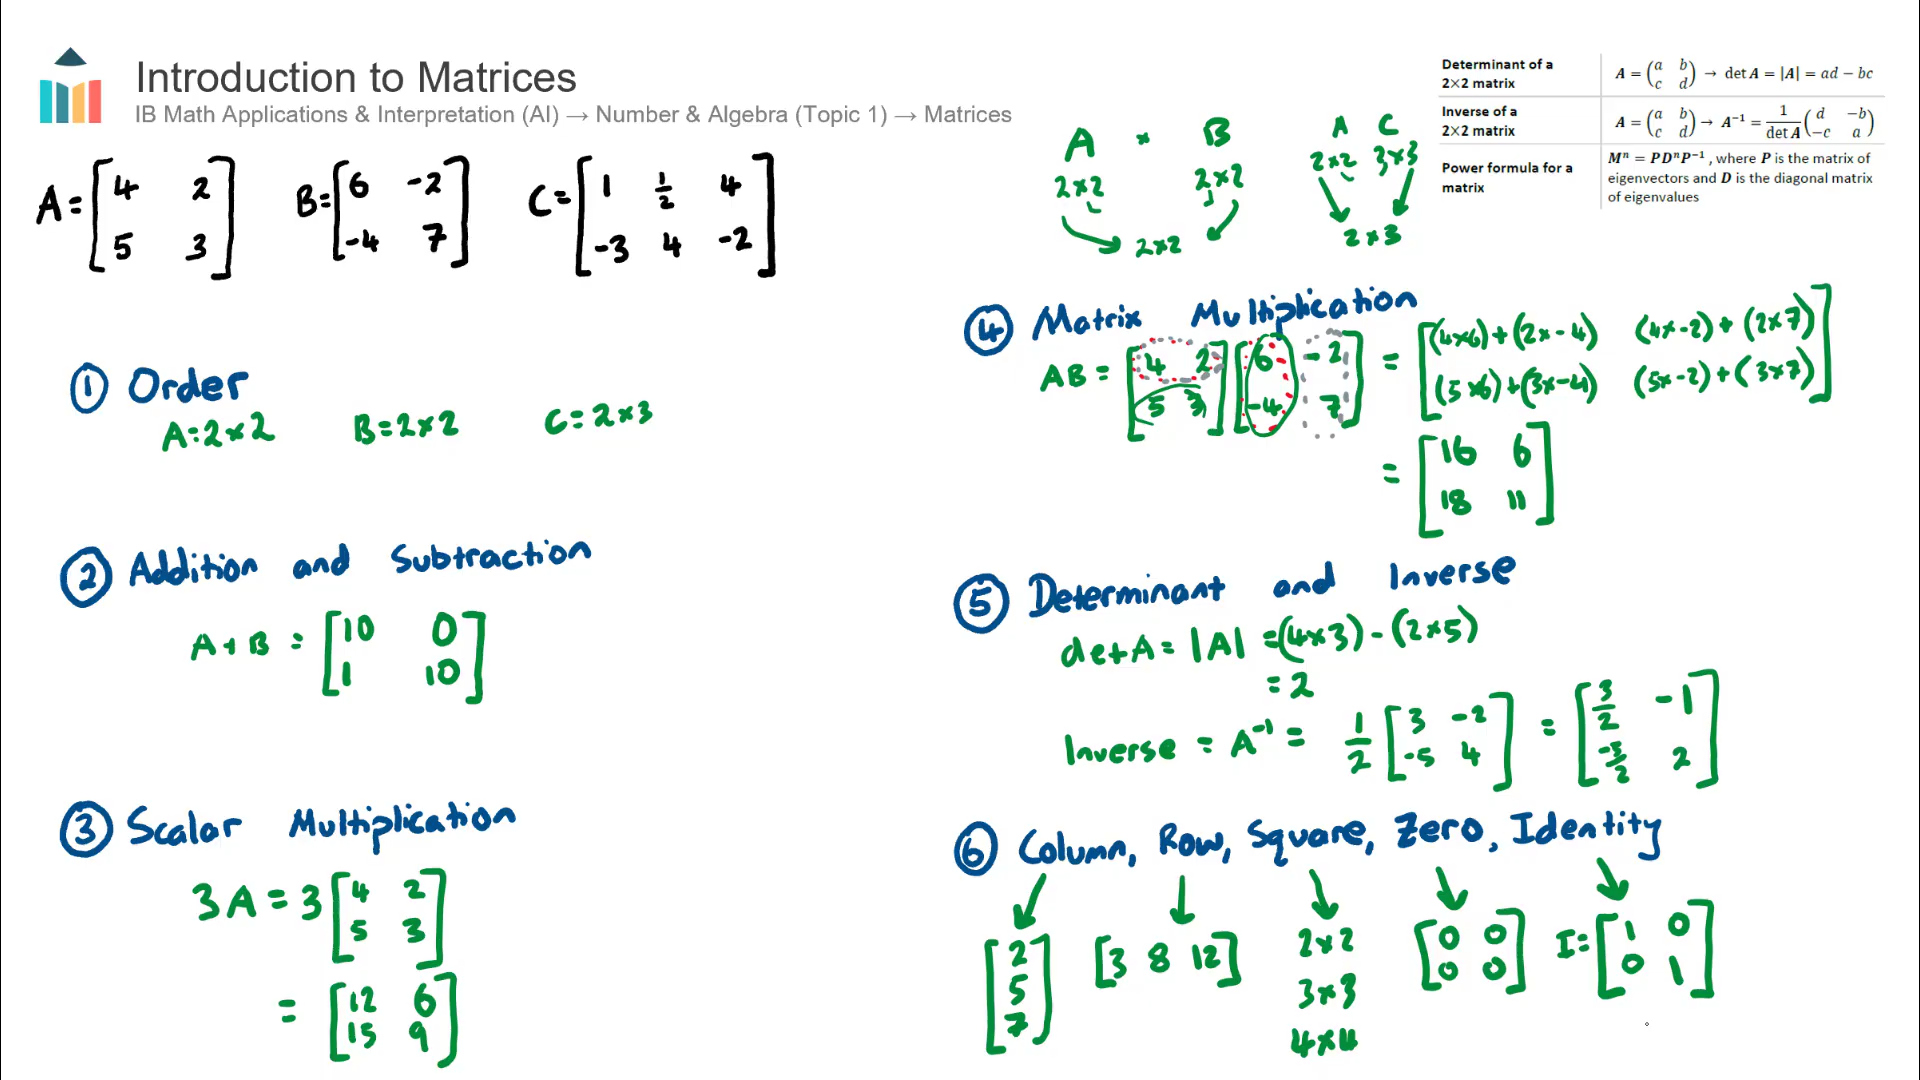 Introduction to Matrices
IB Math Applications & Interpretation (AI) → Number & Algebra (Topic 1) → Matrices
A = [4 2
5 3]
B = [6 -2
-4 7]
C = [1 1/2 4
-3 4 -2]
① Order
A = 2×2 B = 2×2 C = 2×3
② Addition and Subtraction
A + B = [10 0
1 10]
③ Scalar Multiplication
3A = 3 [4 2
5 3]
= [12 6
15 9]
A × B
2×2 2×2
2×2
A C
2×2 3×3
2×3
Determinant of a 2×2 matrix
A = (a b
c d) → det A = |A| = ad − bc
Inverse of a 2×2 matrix
A = (a b
c d) → A⁻¹ = 1/det A (d −b
−c a)
Power formula for a matrix
Mⁿ = PDⁿP⁻¹ , where P is the matrix of
eigenvectors and D is the diagonal matrix
of eigenvalues
④ Matrix Multiplication
AB = [4 2
5 3] [6 -2
-4 7] = [(4×6)+(2×-4) (4×-2)+(2×7)
(5×6)+(3×-4) (5×-2)+(3×7)]
= [16 6
18 11]
⑤ Determinant and Inverse
det A = |A| = (4×3) - (2×5)
= 2
Inverse = A⁻¹ = 1/2 [3 -2
-5 4] = [3/2 -1
-5/2 2]
⑥ Column, Row, Square, Zero, Identity
[2
5
7]
[3 8 12]
2×2
3×3
4×4
[0 0
0 0]
I = [1 0
0 1]